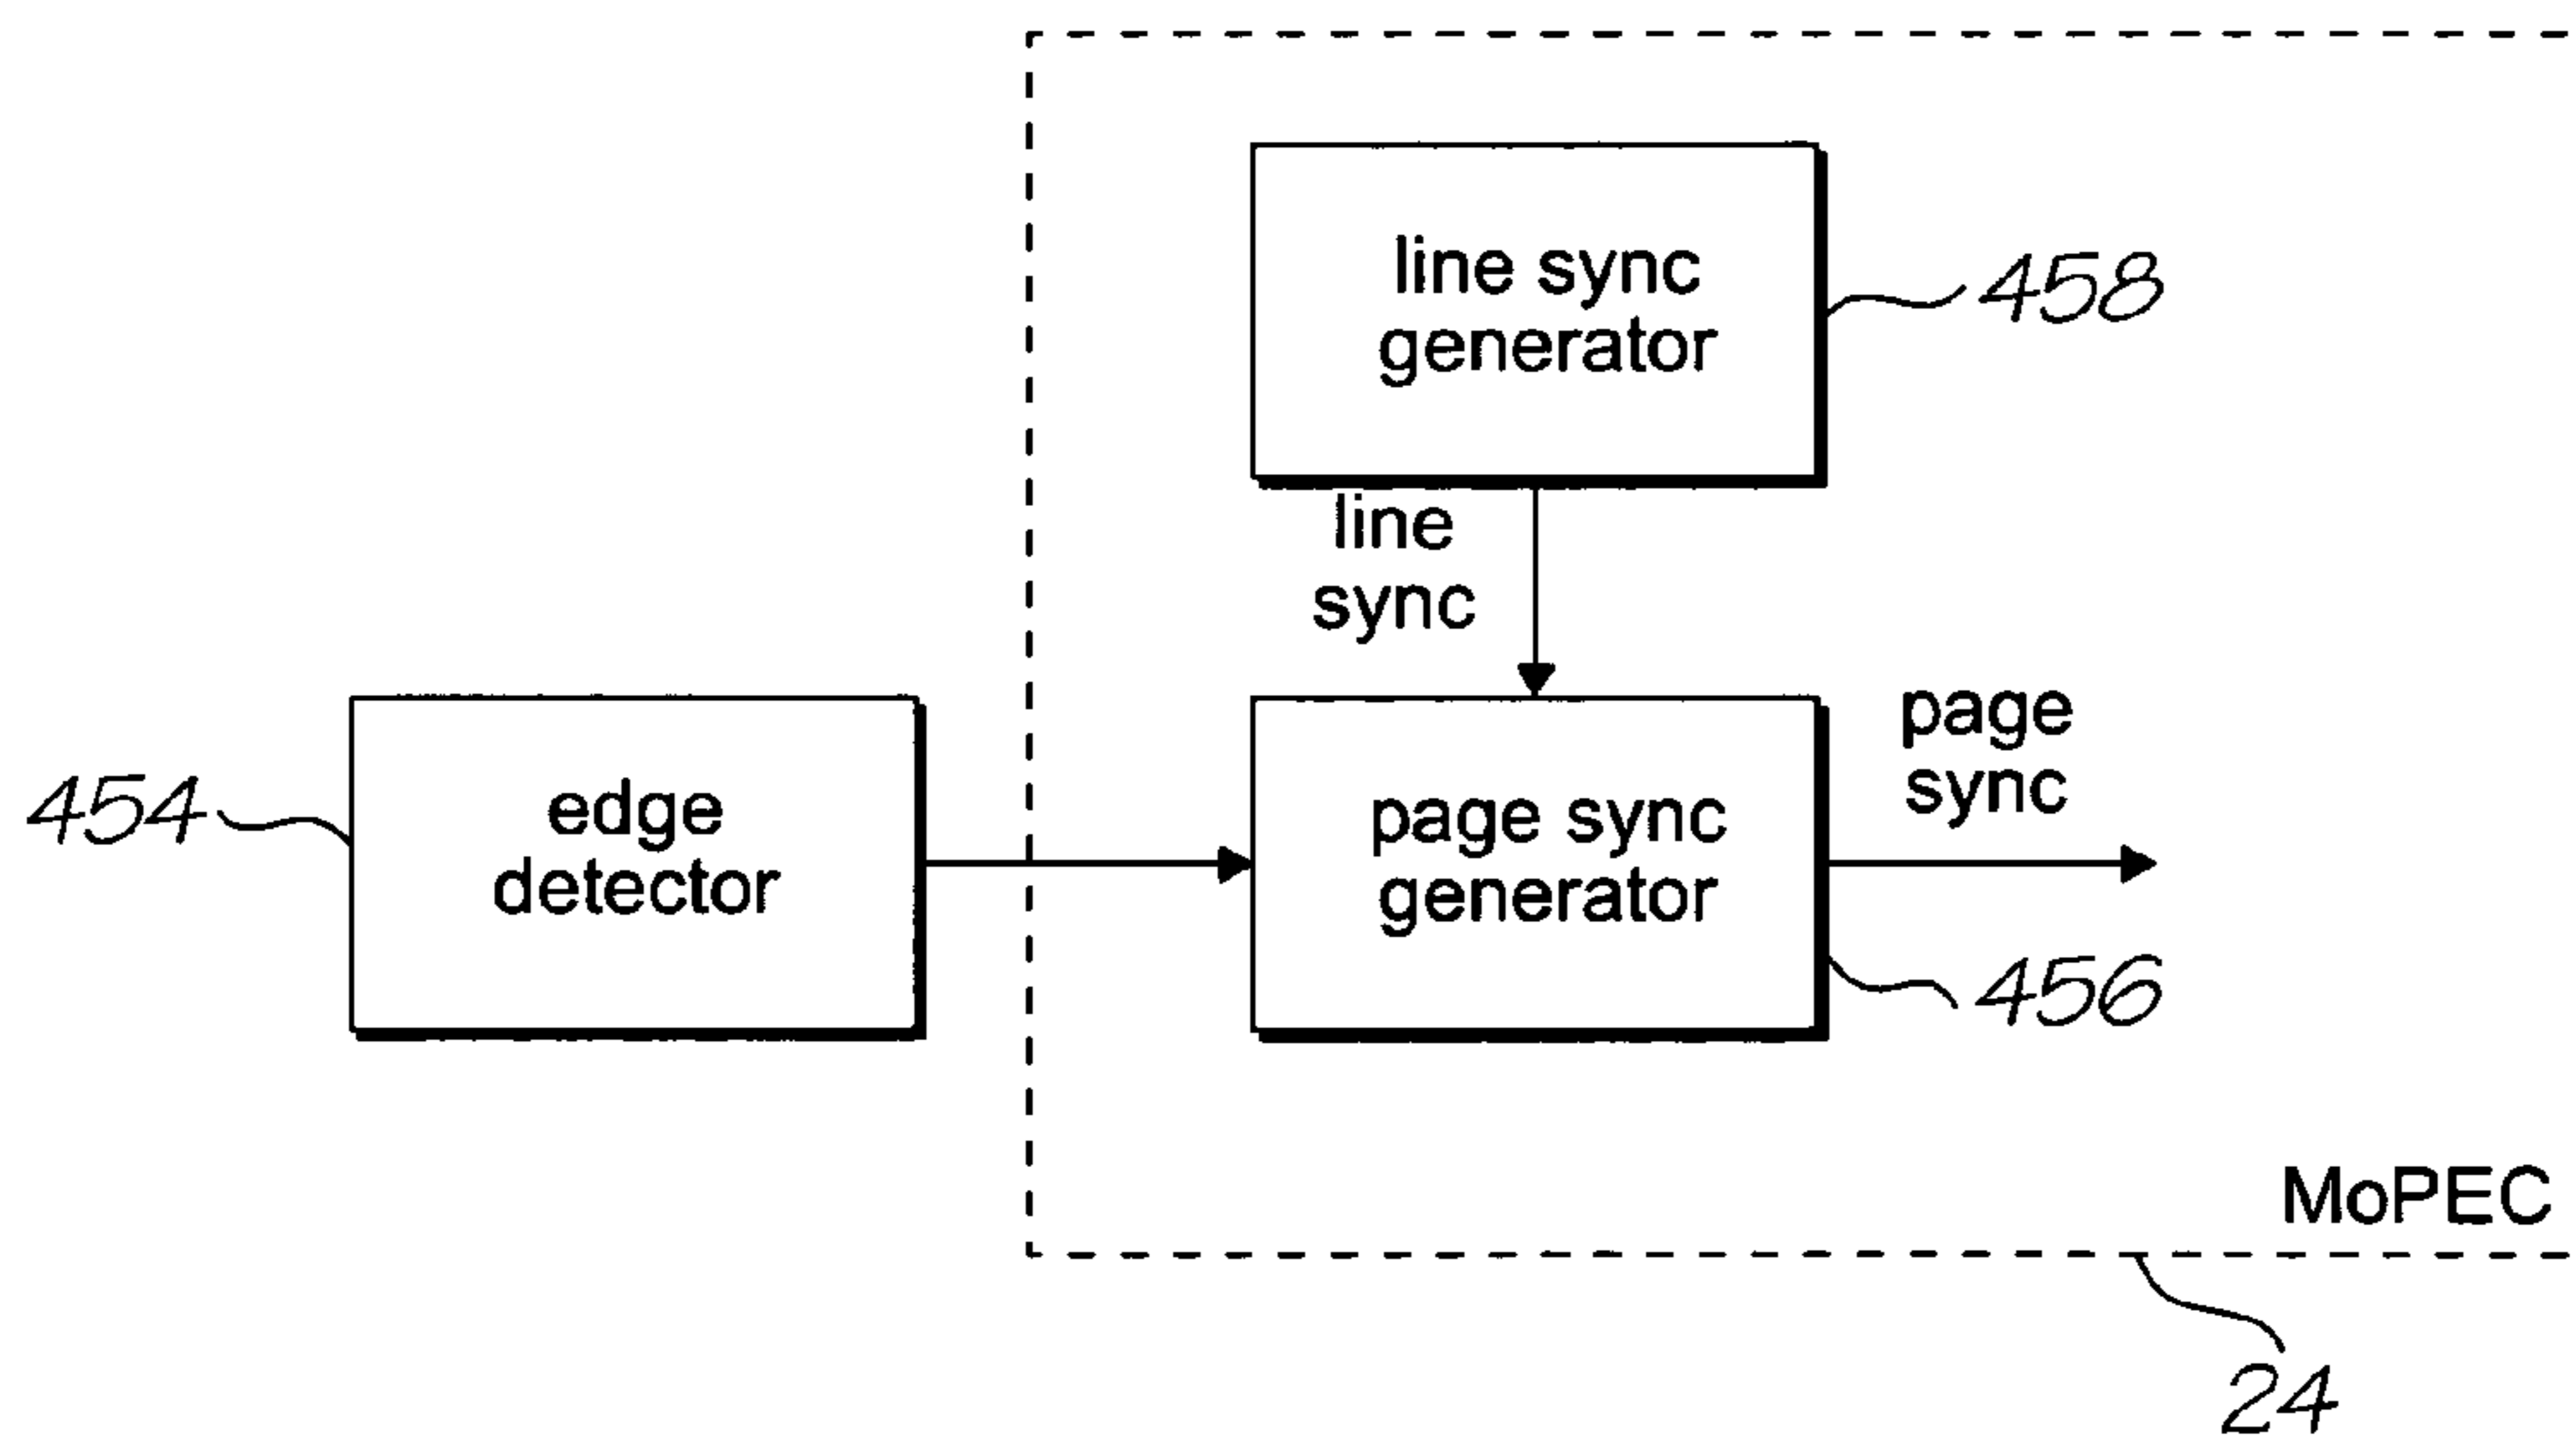 line sync
generator
458
line
sync
454
edge
detector
page sync
generator
page
sync
456
MoPEC
24